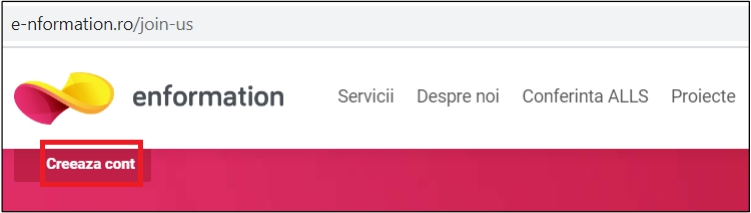 e-nformation.ro/join-us
enformation Servicii Despre noi Conferinta ALLS Proiecte
Creeaza cont